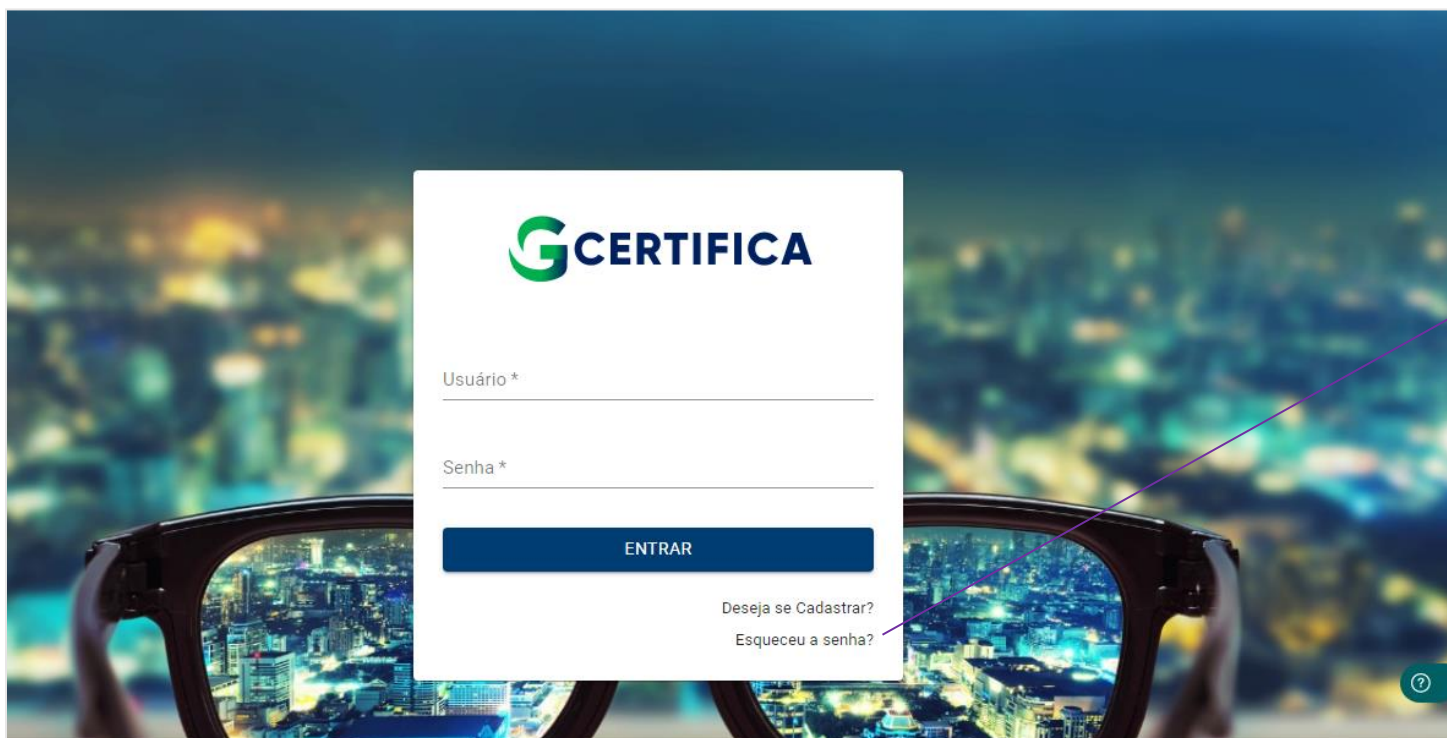 GCERTIFICA
Usuário *
Senha *
ENTRAR
Deseja se Cadastrar?
Esqueceu a senha?
?